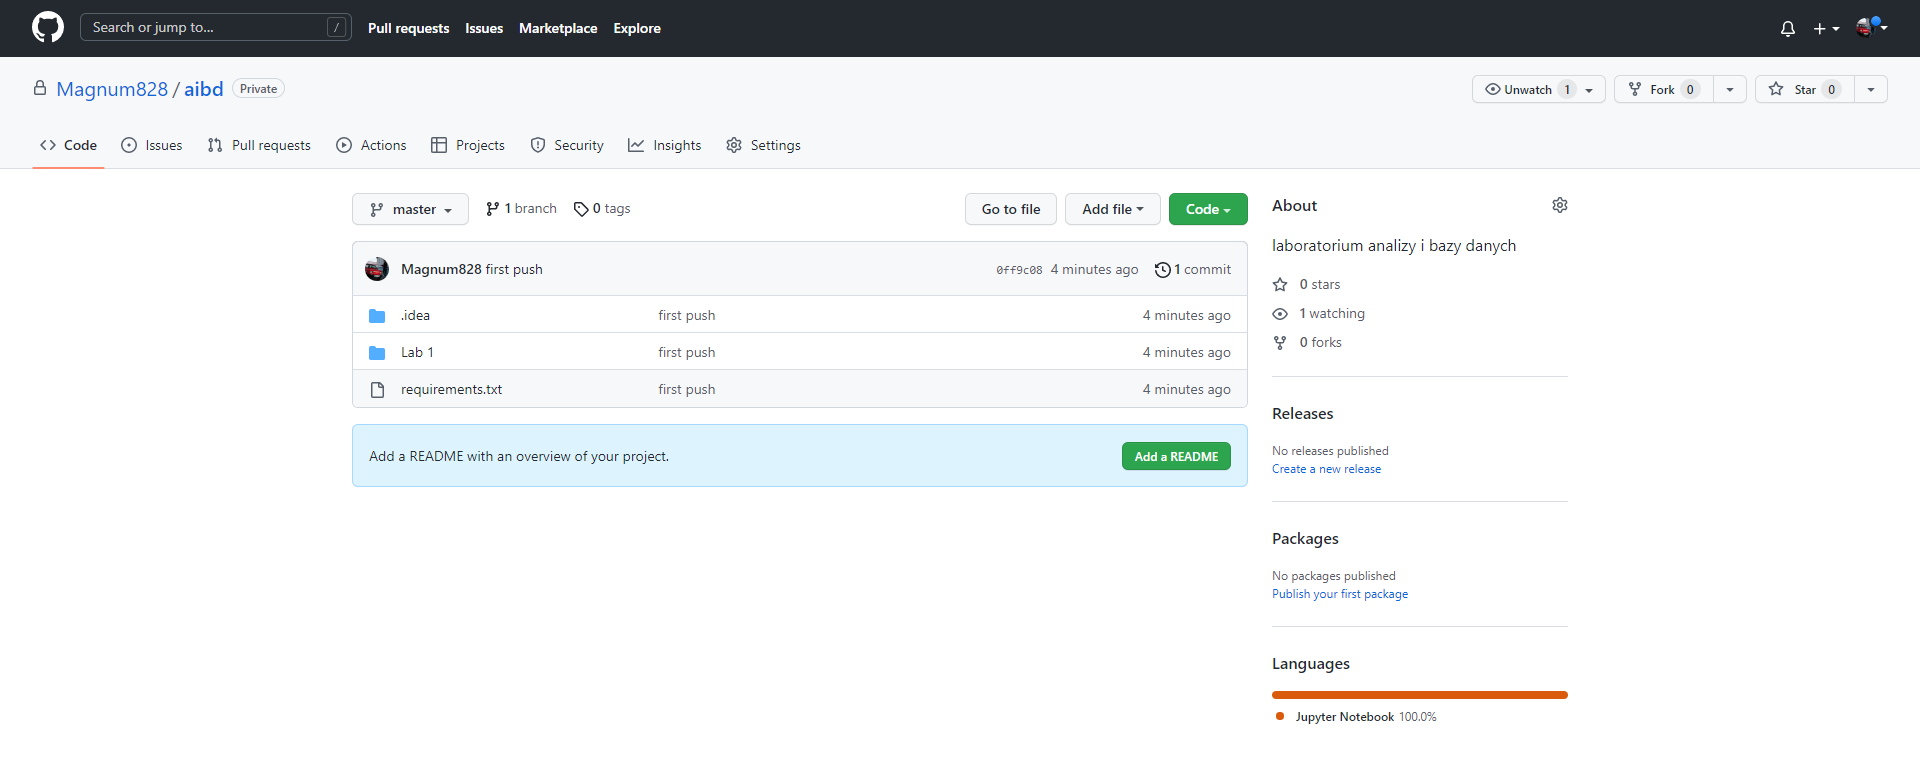 Search or jump to... /
Pull requests Issues Marketplace Explore
Magnum828 / aibd Private
Unwatch 1 Fork 0 Star 0
Code Issues Pull requests Actions Projects Security Insights Settings
master 1 branch 0 tags
Go to file Add file Code
Magnum828 first push 0ff9c08 4 minutes ago 1 commit
.idea first push 4 minutes ago
Lab 1 first push 4 minutes ago
requirements.txt first push 4 minutes ago
Add a README with an overview of your project. Add a README
About
laboratorium analizy i bazy danych
0 stars
1 watching
0 forks
Releases
No releases published
Create a new release
Packages
No packages published
Publish your first package
Languages
Jupyter Notebook 100.0%